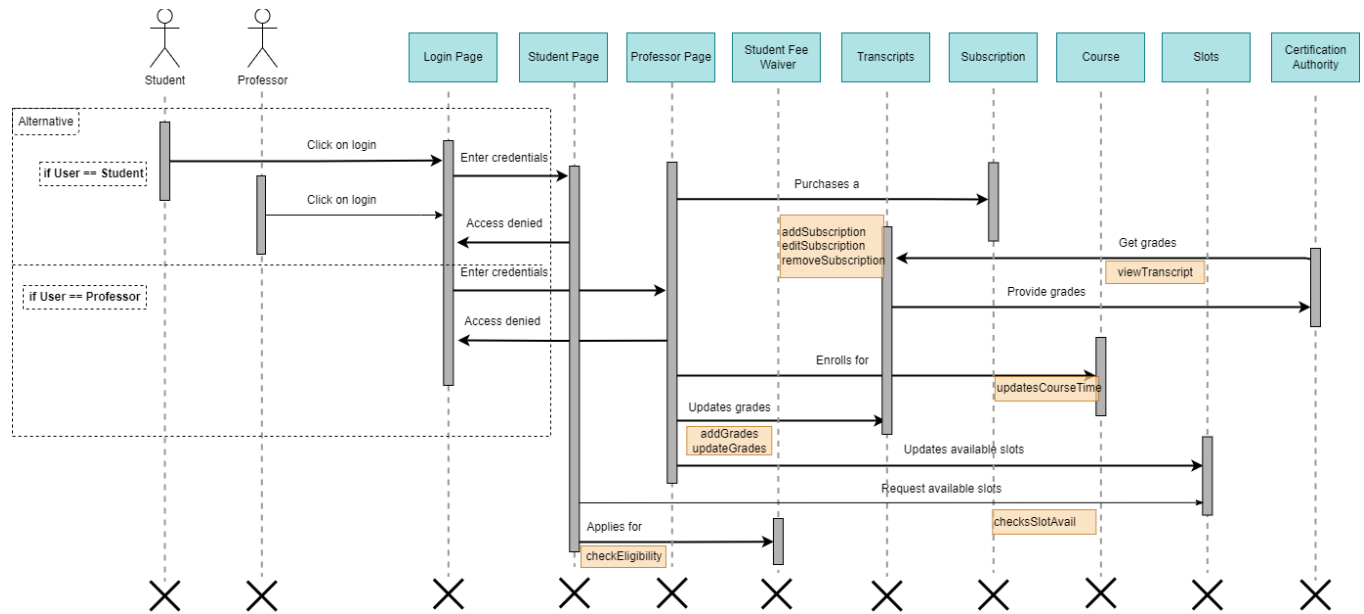 Student
Professor
Login Page
Student Page
Professor Page
Student Fee
Waiver
Transcripts
Subscription
Course
Slots
Certification
Authority
Alternative
Click on login
Enter credentials
if User == Student
Purchases a
Click on login
Access denied
addSubscription
editSubscription
removeSubscription
Get grades
viewTranscript
Enter credentials
if User == Professor
Provide grades
Access denied
Enrolls for
updatesCourseTime
Updates grades
addGrades
updateGrades
Updates available slots
Request available slots
checksSlotAvail
Applies for
checkEligibility